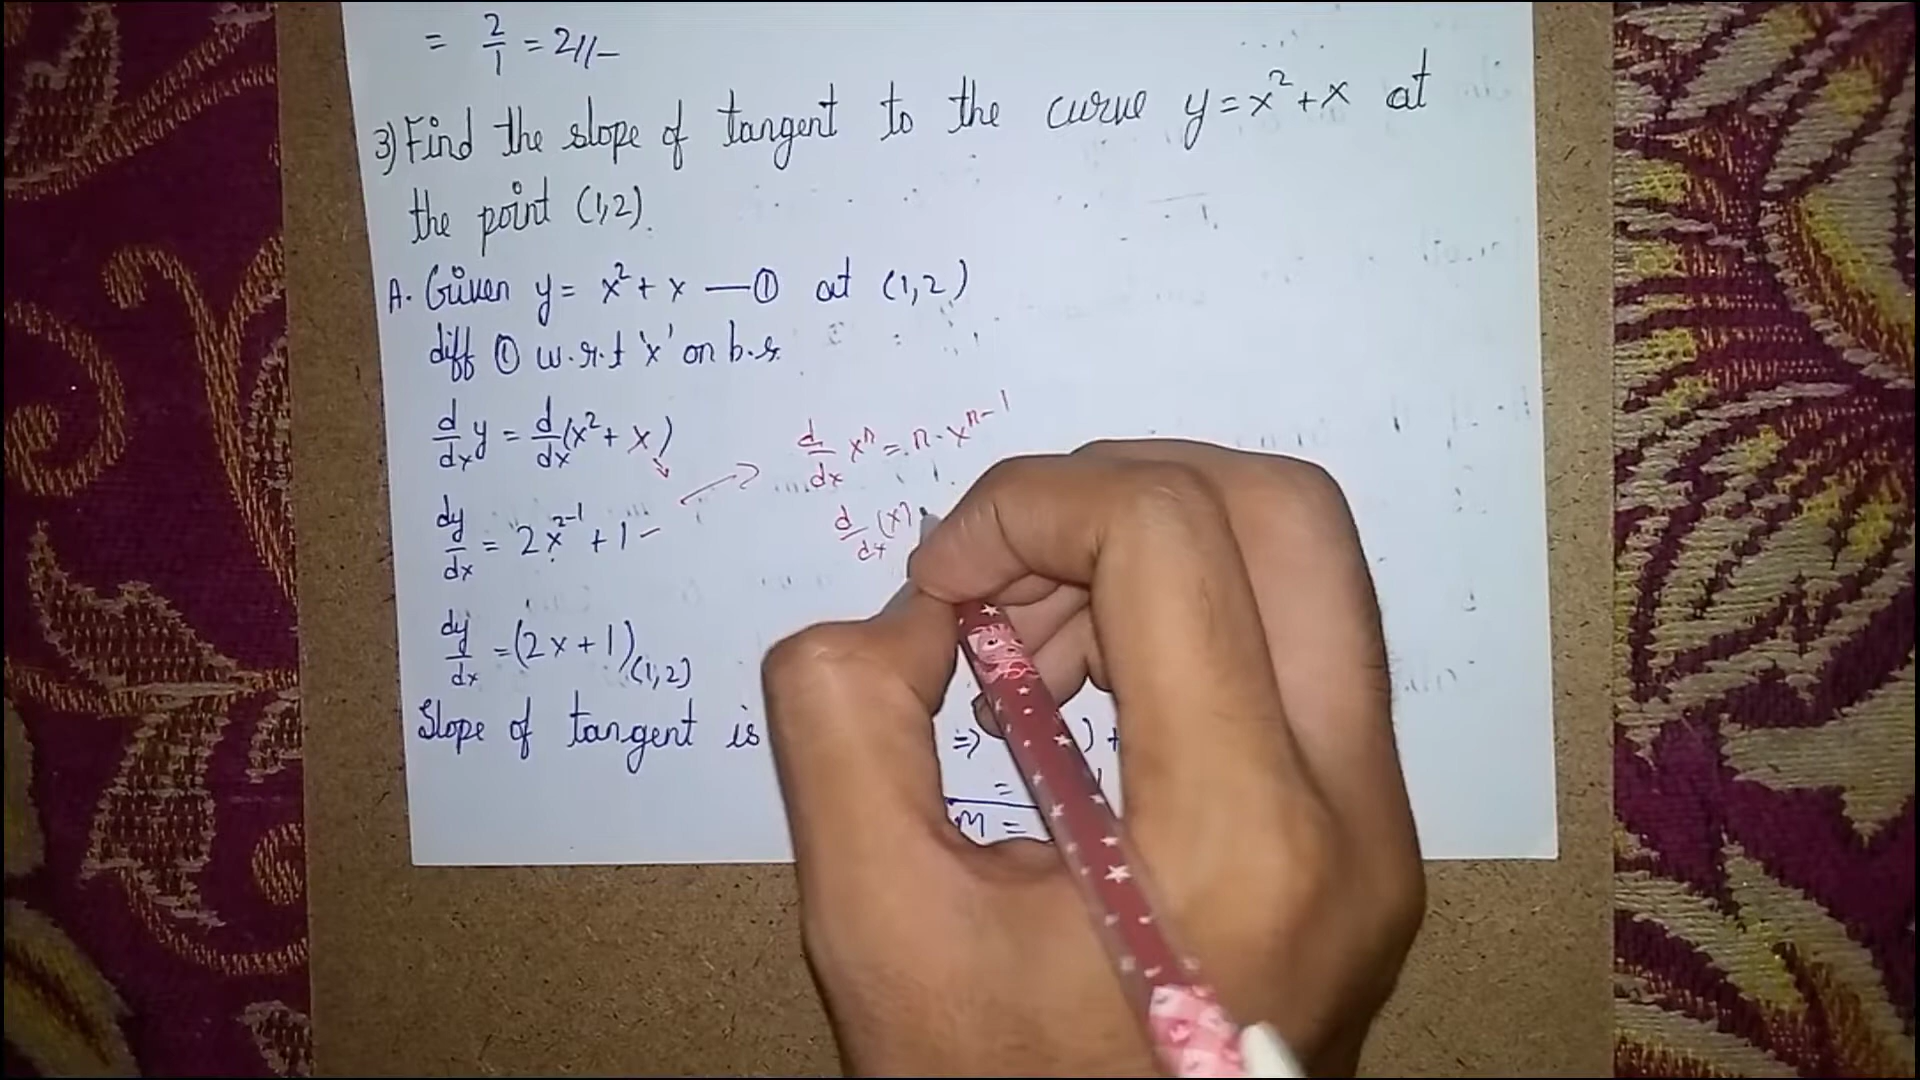 = 2/1 = 2//-
3) Find the slope of tangent to the curve y = x² + x at
the point (1,2).
A. Given y = x² + x — ① at (1,2)
diff ① w.r.t 'x' on b.s.
d/dx y = d/dx (x² + x)
d/dx xⁿ = n · xⁿ⁻¹
dy/dx = 2x²⁻¹ + 1 –
d/dx (x)
dy/dx = (2x + 1)(1,2)
Slope of tangent is ⇒ ) +
=
m =